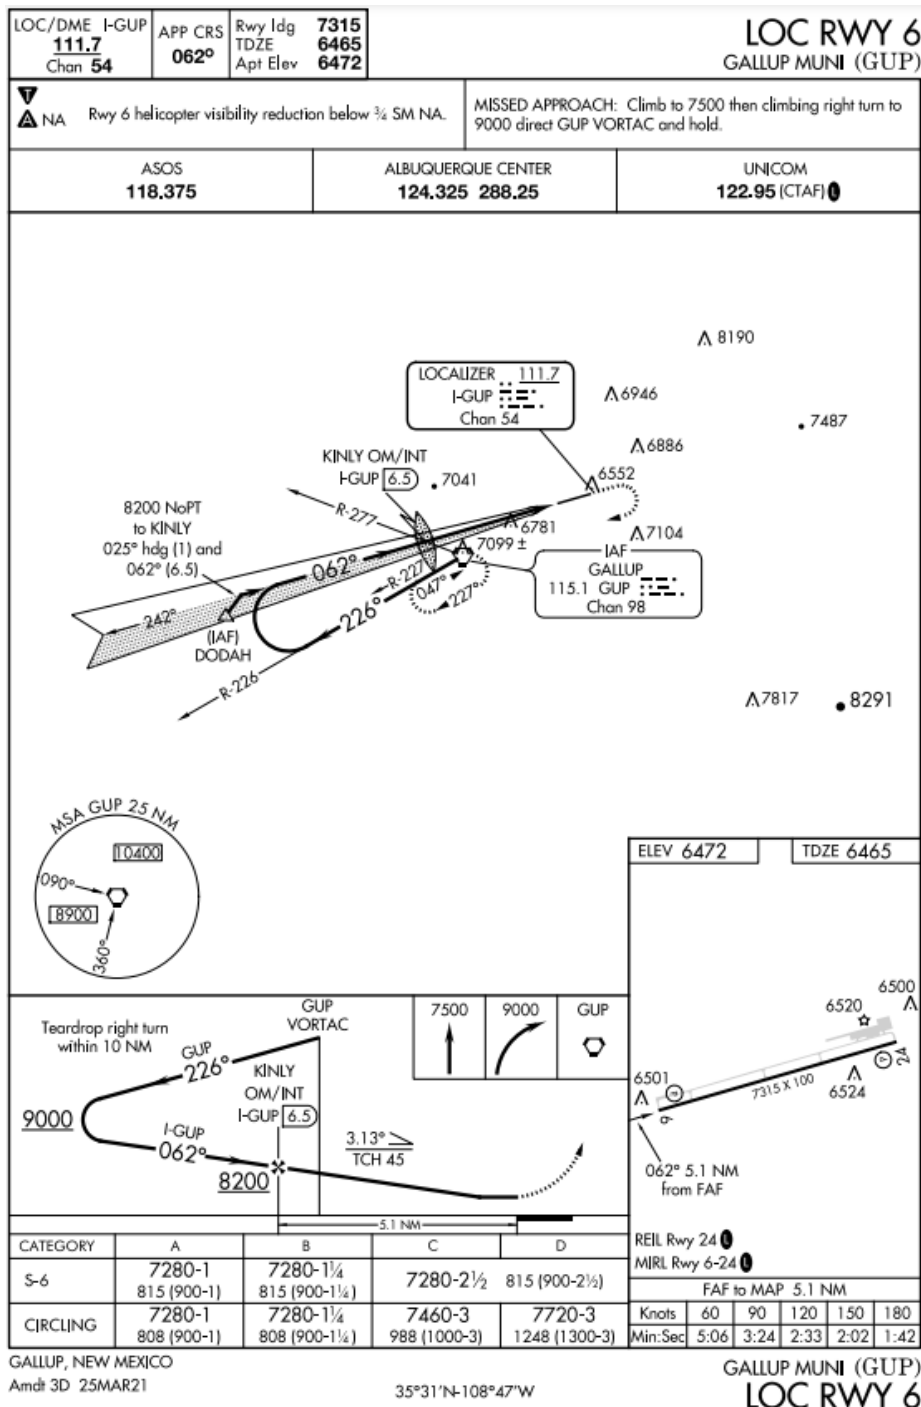 LOC/DME I-GUP
111.7
Chan 54
APP CRS
062°
Rwy ldg 7315
TDZE 6465
Apt Elev 6472
LOC RWY 6
GALLUP MUNI (GUP)
T
A NA
Rwy 6 helicopter visibility reduction below ¾ SM NA.
MISSED APPROACH: Climb to 7500 then climbing right turn to
9000 direct GUP VORTAC and hold.
ASOS
118.375
ALBUQUERQUE CENTER
124.325 288.25
UNICOM
122.95 (CTAF) L
8190
LOCALIZER 111.7
I-GUP
Chan 54
6946
7487
6886
KINLY OM/INT
I-GUP 6.5
7041
6552
8200 NoPT
to KINLY
025° hdg (1) and
062° (6.5)
R-277
6781
7104
7099 ±
IAF
GALLUP
115.1 GUP
Chan 98
062°
R-227
047°
227°
226°
242°
(IAF)
DODAH
R-226
7817
8291
MSA GUP 25 NM
10400
090°
8900
360°
ELEV 6472
TDZE 6465
6500
6520
6501
7315 X 100
6524
24
6
062° 5.1 NM
from FAF
REIL Rwy 24 L
MIRL Rwy 6-24 L
Teardrop right turn
within 10 NM
GUP
VORTAC
GUP
226°
KINLY
OM/INT
I-GUP 6.5
9000
I-GUP
062°
8200
3.13°
TCH 45
5.1 NM
7500
9000
GUP
CATEGORY A B C D
S-6 7280-1 7280-1¼ 7280-2½ 815 (900-2½)
815 (900-1) 815 (900-1¼)
CIRCLING 7280-1 7280-1¼ 7460-3 7720-3
808 (900-1) 808 (900-1¼) 988 (1000-3) 1248 (1300-3)
FAF to MAP 5.1 NM
Knots 60 90 120 150 180
Min:Sec 5:06 3:24 2:33 2:02 1:42
GALLUP, NEW MEXICO
Amdt 3D 25MAR21
35°31'N-108°47'W
GALLUP MUNI (GUP)
LOC RWY 6